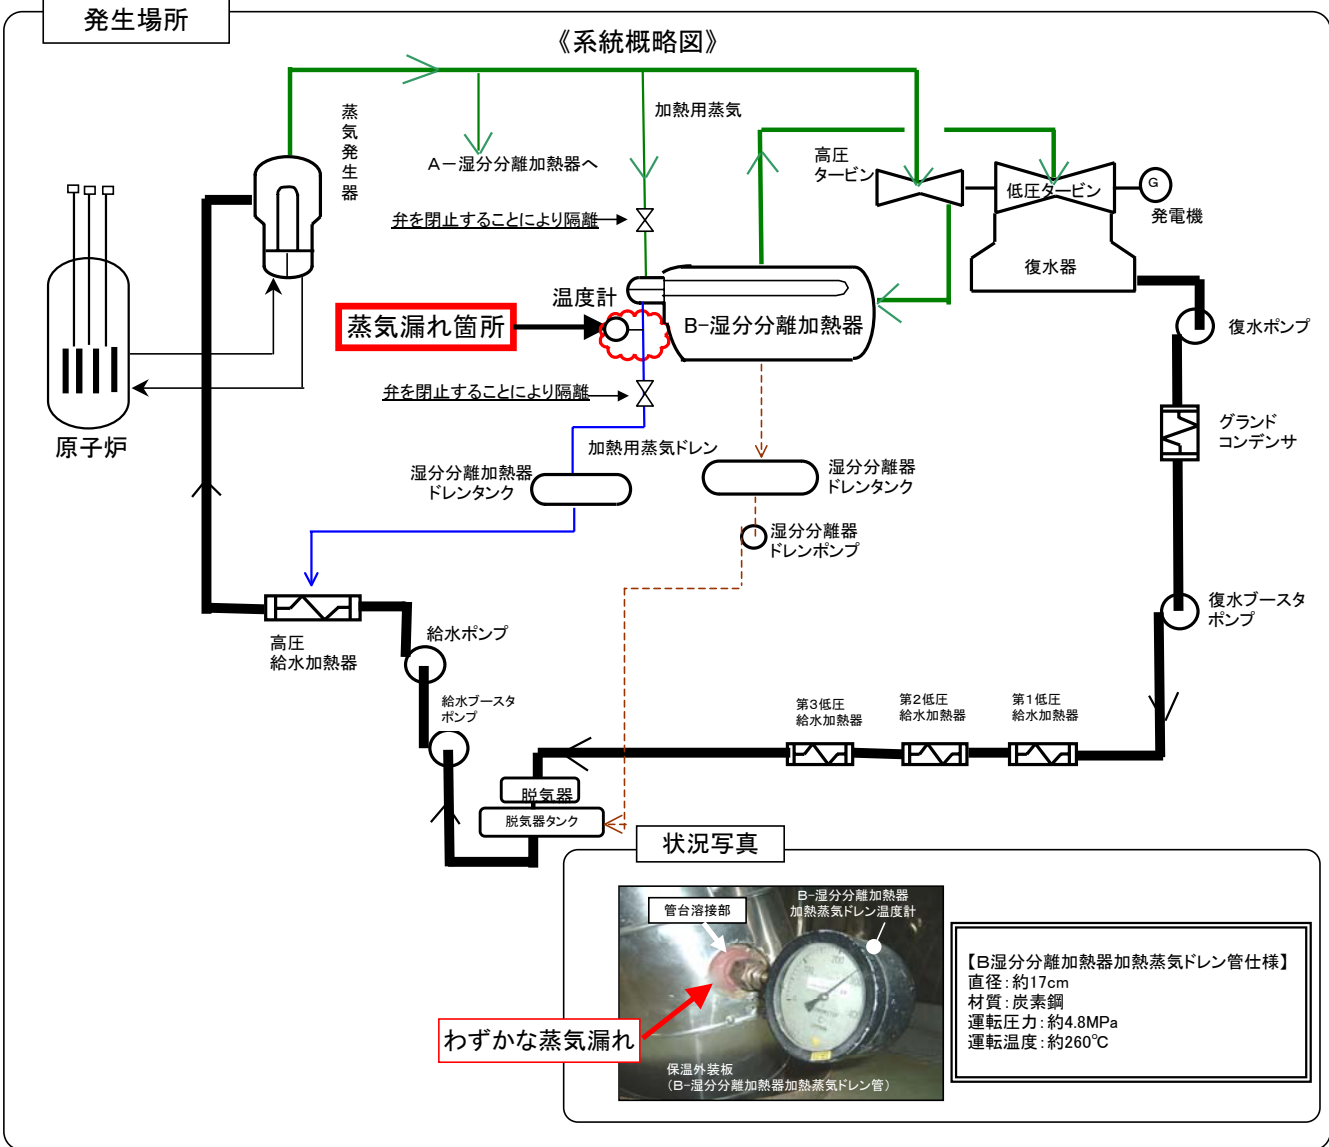 発生場所
《系統概略図》
蒸気発生器
加熱用蒸気
A-湿分分離加熱器へ
高圧
タービン
低圧タービン
G
発電機
弁を閉止することにより隔離
復水器
温度計
蒸気漏れ箇所
B-湿分分離加熱器
復水ポンプ
弁を閉止することにより隔離
原子炉
加熱用蒸気ドレン
グランド
コンデンサ
湿分分離加熱器
ドレンタンク
湿分分離器
ドレンタンク
湿分分離器
ドレンポンプ
復水ブースタ
ポンプ
高圧
給水加熱器
給水ポンプ
給水ブースタ
ポンプ
第3低圧
給水加熱器
第2低圧
給水加熱器
第1低圧
給水加熱器
脱気器
脱気器タンク
状況写真
管台溶接部
B-湿分分離加熱器
加熱蒸気ドレン温度計
わずかな蒸気漏れ
保温外装板
(B-湿分分離加熱器加熱蒸気ドレン管)
【B湿分分離加熱器加熱蒸気ドレン管仕様】
直径:約17cm
材質:炭素鋼
運転圧力:約4.8MPa
運転温度:約260℃